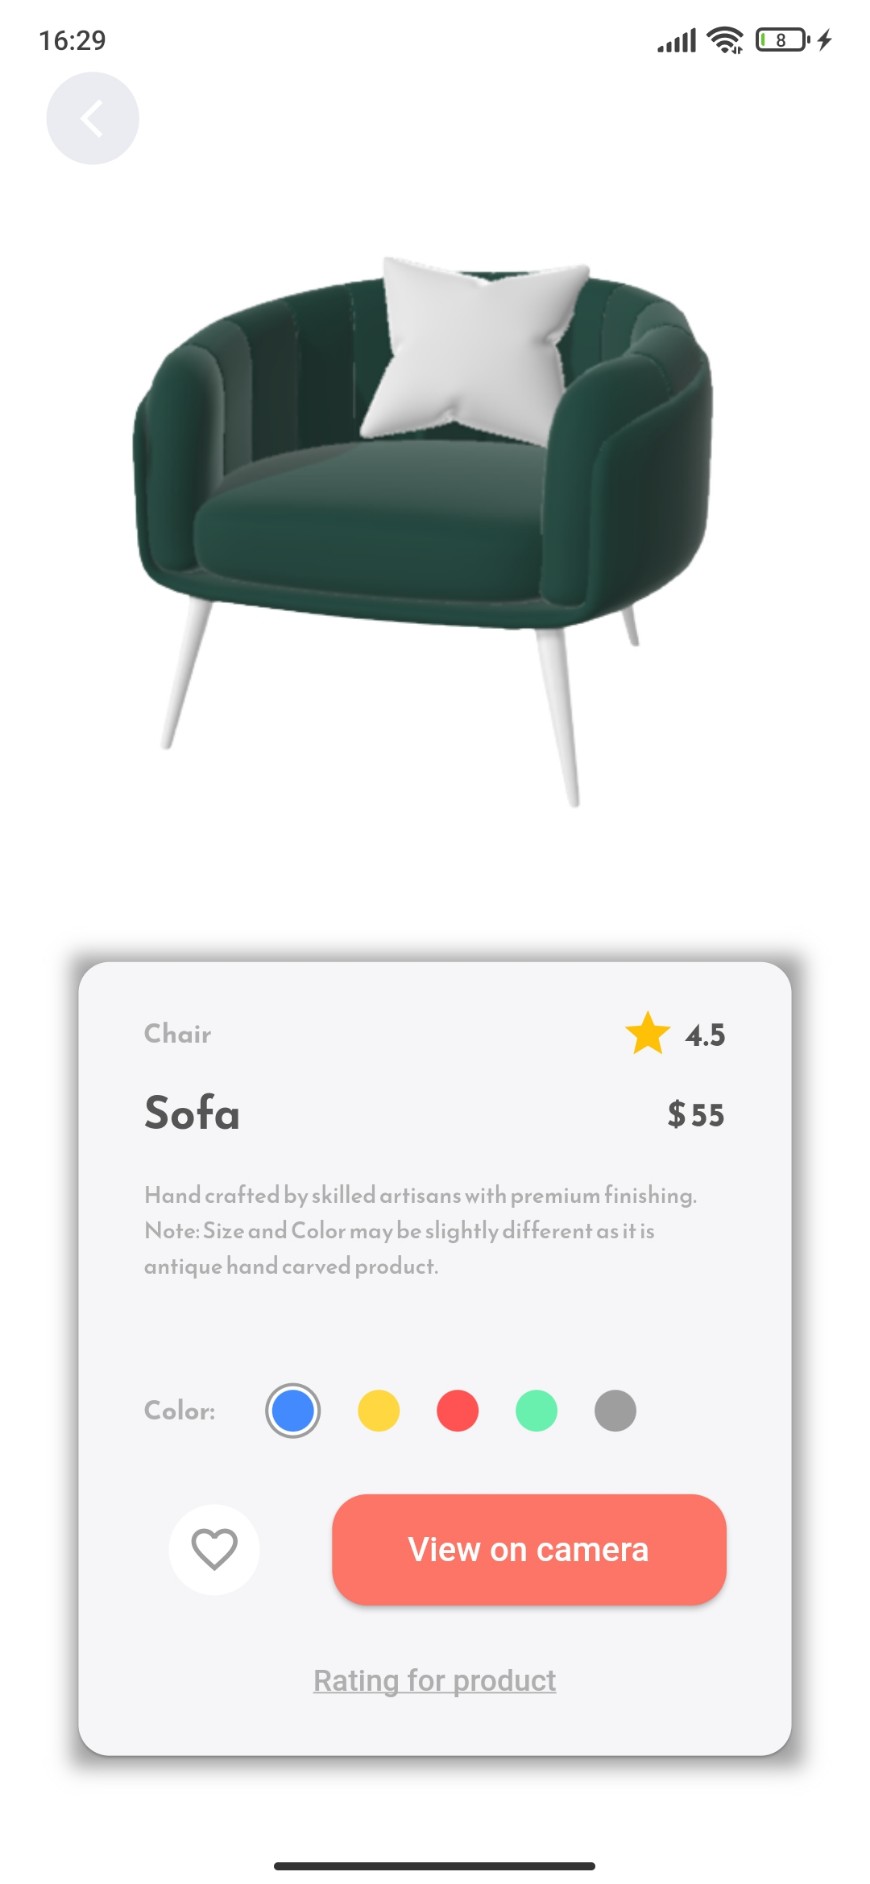 16:29
8
Chair
4.5
Sofa
$55
Hand crafted by skilled artisans with premium finishing.
Note: Size and Color may be slightly different as it is
antique hand carved product.
Color:
View on camera
Rating for product